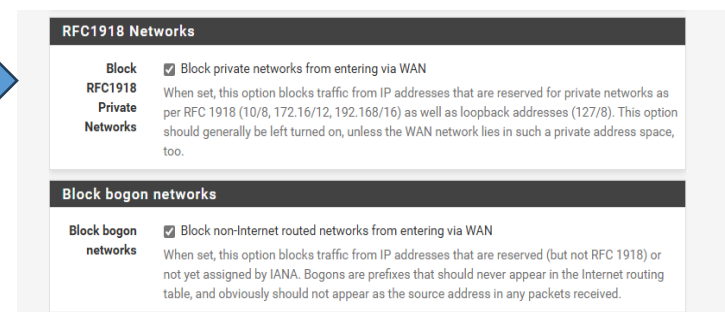 RFC1918 Networks
Block RFC1918 Private Networks
Block private networks from entering via WAN
When set, this option blocks traffic from IP addresses that are reserved for private networks as
per RFC 1918 (10/8, 172.16/12, 192.168/16) as well as loopback addresses (127/8). This option
should generally be left turned on, unless the WAN network lies in such a private address space,
too.
Block bogon networks
Block bogon networks
Block non-Internet routed networks from entering via WAN
When set, this option blocks traffic from IP addresses that are reserved (but not RFC 1918) or
not yet assigned by IANA. Bogons are prefixes that should never appear in the Internet routing
table, and obviously should not appear as the source address in any packets received.